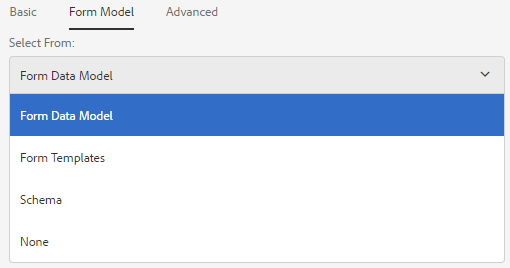 Basic Form Model Advanced
Select From:
Form Data Model
Form Data Model
Form Templates
Schema
None